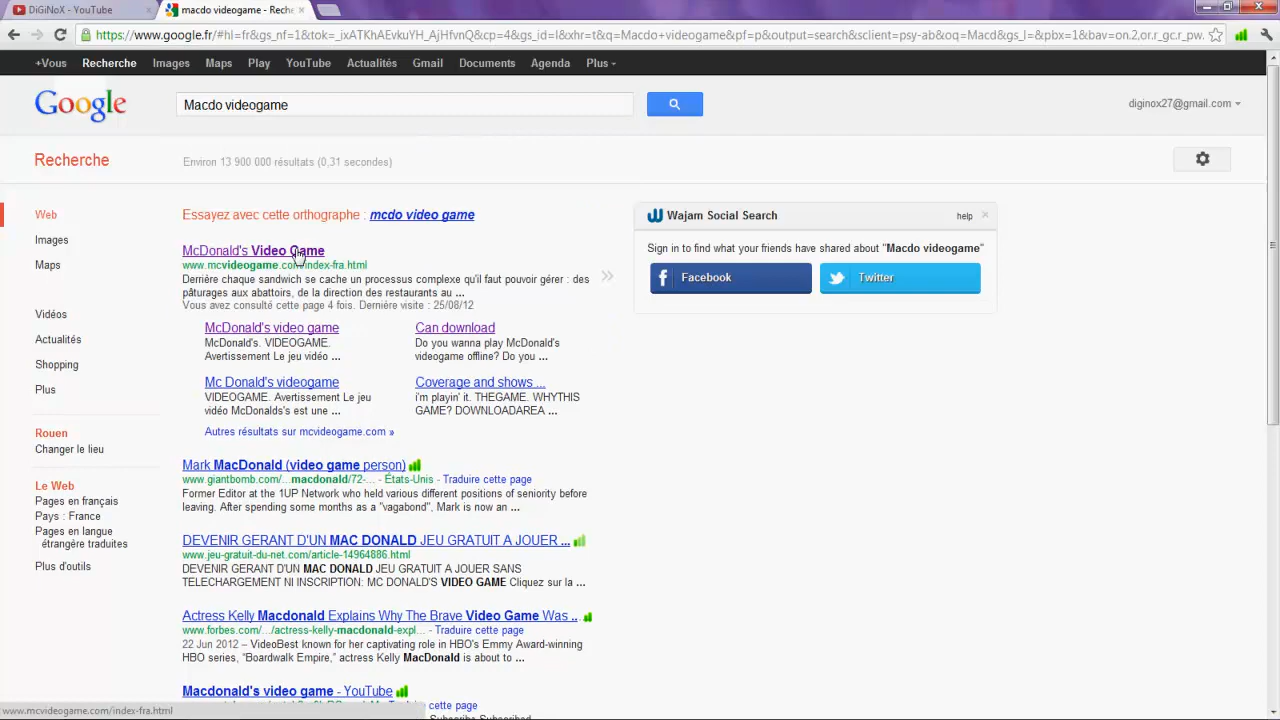 DiGiNoX - YouTube
macdo videogame - Reche
https://www.google.fr/#hl=fr&gs_nf=1&tok=_ixATKhAEvkuYH_AjHfvnQ&cp=4&gs_id=l&xhr=t&q=Macdo+videogame&pf=p&output=search&sclient=psy-ab&oq=Macd&gs_l=&pbx=1&bav=on.2,or.r_gc.r_pw.
+Vous Recherche Images Maps Play YouTube Actualités Gmail Documents Agenda Plus
Google
Macdo videogame
diginox27@gmail.com
Recherche
Environ 13 900 000 résultats (0,31 secondes)
Web
Images
Maps
Vidéos
Actualités
Shopping
Plus
Rouen
Changer le lieu
Le Web
Pages en français
Pays : France
Pages en langue
étrangère traduites
Plus d'outils
Essayez avec cette orthographe : mcdo video game
McDonald's Video Game
www.mcvideogame.com/index-fra.html
Derrière chaque sandwich se cache un processus complexe qu'il faut pouvoir gérer : des
pâturages aux abattoirs, de la direction des restaurants au ...
Vous avez consulté cette page 4 fois. Dernière visite : 25/08/12
McDonald's video game
McDonald's. VIDEOGAME.
Avertissement Le jeu vidéo ...
Can download
Do you wanna play McDonald's
videogame offline? Do you ...
Mc Donald's videogame
VIDEOGAME. Avertissement Le jeu
vidéo McDonalds's est une ...
Coverage and shows ...
i'm playin' it. THEGAME. WHYTHIS
GAME? DOWNLOADAREA ...
Autres résultats sur mcvideogame.com »
Mark MacDonald (video game person)
www.giantbomb.com/...macdonald/72-... - États-Unis - Traduire cette page
Former Editor at the 1UP Network who held various different positions of seniority before
leaving. After spending some months as a "vagabond", Mark is now an ...
DEVENIR GERANT D'UN MAC DONALD JEU GRATUIT A JOUER ...
www.jeu-gratuit-du-net.com/article-14964886.html
DEVENIR GERANT D'UN MAC DONALD JEU GRATUIT A JOUER SANS
TELECHARGEMENT NI INSCRIPTION: MC DONALD'S VIDEO GAME Cliquez sur la ...
Actress Kelly Macdonald Explains Why The Brave Video Game Was ..
www.forbes.com/.../actress-kelly-macdonald-expl... - Traduire cette page
22 Jun 2012 – VideoBest known for her captivating role in HBO's Emmy Award-winning
HBO series, "Boardwalk Empire," actress Kelly MacDonald is about to ...
Macdonald's video game - YouTube
cette page
Wajam Social Search
help
Sign in to find what your friends have shared about "Macdo videogame"
Facebook
Twitter
www.mcvideogame.com/index-fra.html